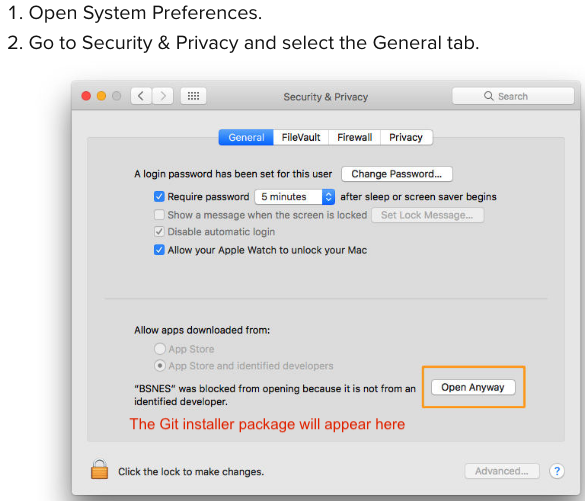 1. Open System Preferences.
2. Go to Security & Privacy and select the General tab.
Security & Privacy
Search
General FileVault Firewall Privacy
A login password has been set for this user Change Password...
Require password 5 minutes after sleep or screen saver begins
Show a message when the screen is locked Set Lock Message...
Disable automatic login
Allow your Apple Watch to unlock your Mac
Allow apps downloaded from:
App Store
App Store and identified developers
"BSNES" was blocked from opening because it is not from an
identified developer.
Open Anyway
The Git installer package will appear here
Click the lock to make changes.
Advanced...
?